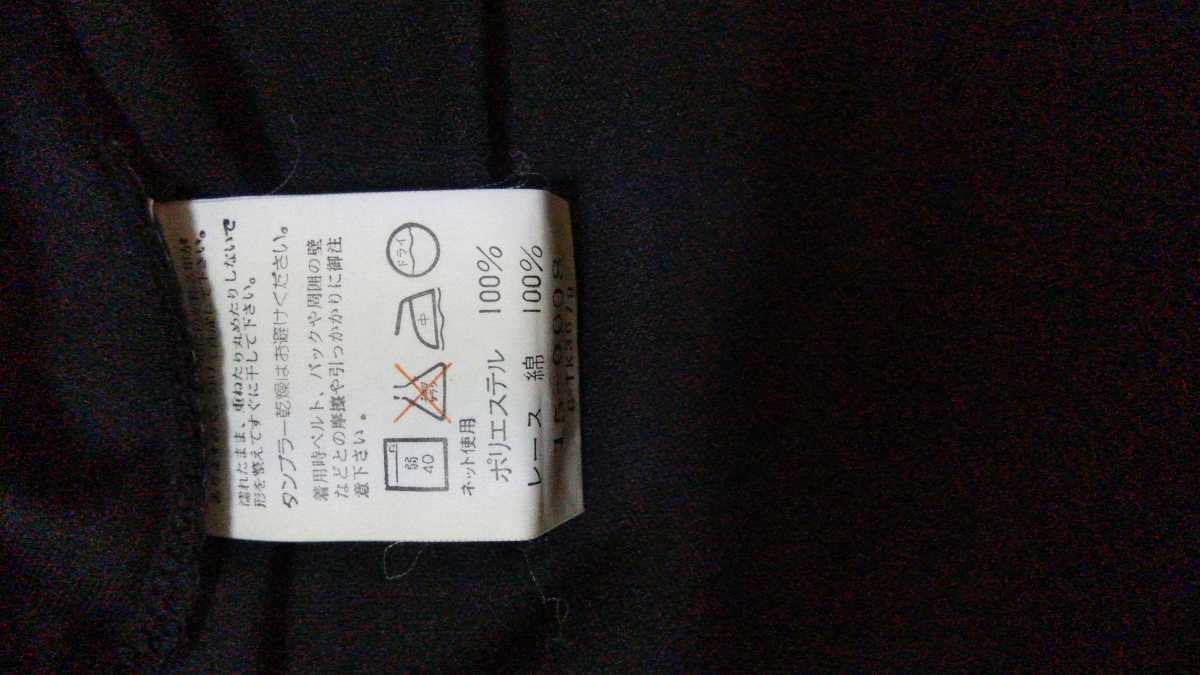 濡れたまま、重ねたり丸めたりしないで
形を整えてすぐに干して下さい。
タンブラー乾燥はお避けください。
着用時ベルト、バックや周囲の壁
などとの摩擦や引っかかりに御注
意下さい。
弱
40
中
ドライ
ネット使用
ポリエステル 100%
レース 綿 100%